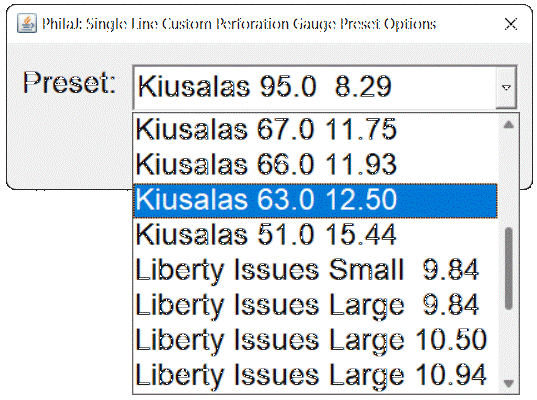 PhilaJ: Single Line Custom Perforation Gauge Preset Options
Preset: Kiusalas 95.0 8.29
Kiusalas 67.0 11.75
Kiusalas 66.0 11.93
Kiusalas 63.0 12.50
Kiusalas 51.0 15.44
Liberty Issues Small 9.84
Liberty Issues Large 9.84
Liberty Issues Large 10.50
Liberty Issues Large 10.94